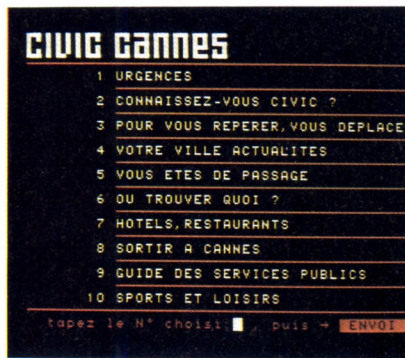 CIVIC cannes
1 URGENCES
2 CONNAISSEZ-VOUS CIVIC ?
3 POUR VOUS REPERER, VOUS DEPLACE
4 VOTRE VILLE ACTUALITES
5 VOUS ETES DE PASSAGE
6 OU TROUVER QUOI ?
7 HOTELS, RESTAURANTS
8 SORTIR A CANNES
9 GUIDE DES SERVICES PUBLICS
10 SPORTS ET LOISIRS
tapez le N° choisi: , puis → ENVOI